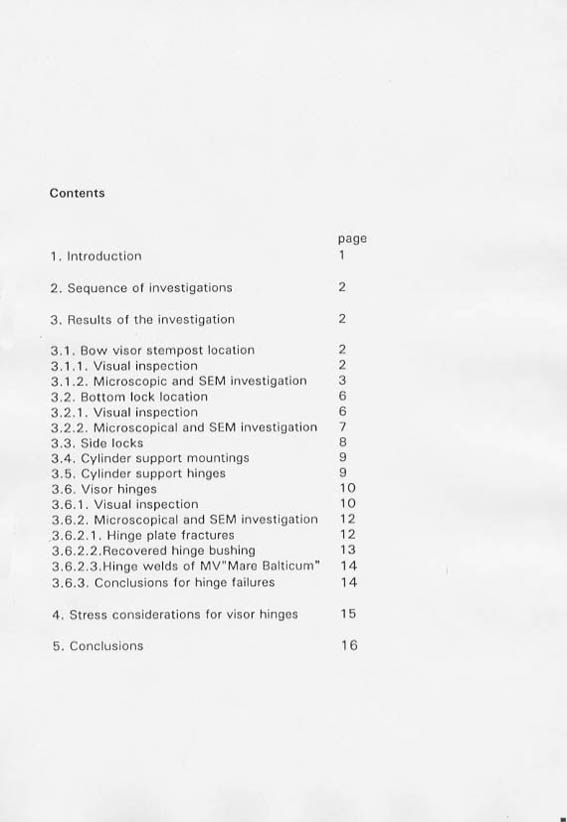 Contents
page
1. Introduction 1
2. Sequence of investigations 2
3. Results of the investigation 2
3.1. Bow visor stempost location 2
3.1.1. Visual inspection 2
3.1.2. Microscopic and SEM investigation 3
3.2. Bottom lock location 6
3.2.1. Visual inspection 6
3.2.2. Microscopical and SEM investigation 7
3.3. Side locks 8
3.4. Cylinder support mountings 9
3.5. Cylinder support hinges 9
3.6. Visor hinges 10
3.6.1. Visual inspection 10
3.6.2. Microscopical and SEM investigation 12
3.6.2.1. Hinge plate fractures 12
3.6.2.2.Recovered hinge bushing 13
3.6.2.3.Hinge welds of MV"Mare Balticum" 14
3.6.3. Conclusions for hinge failures 14
4. Stress considerations for visor hinges 15
5. Conclusions 16